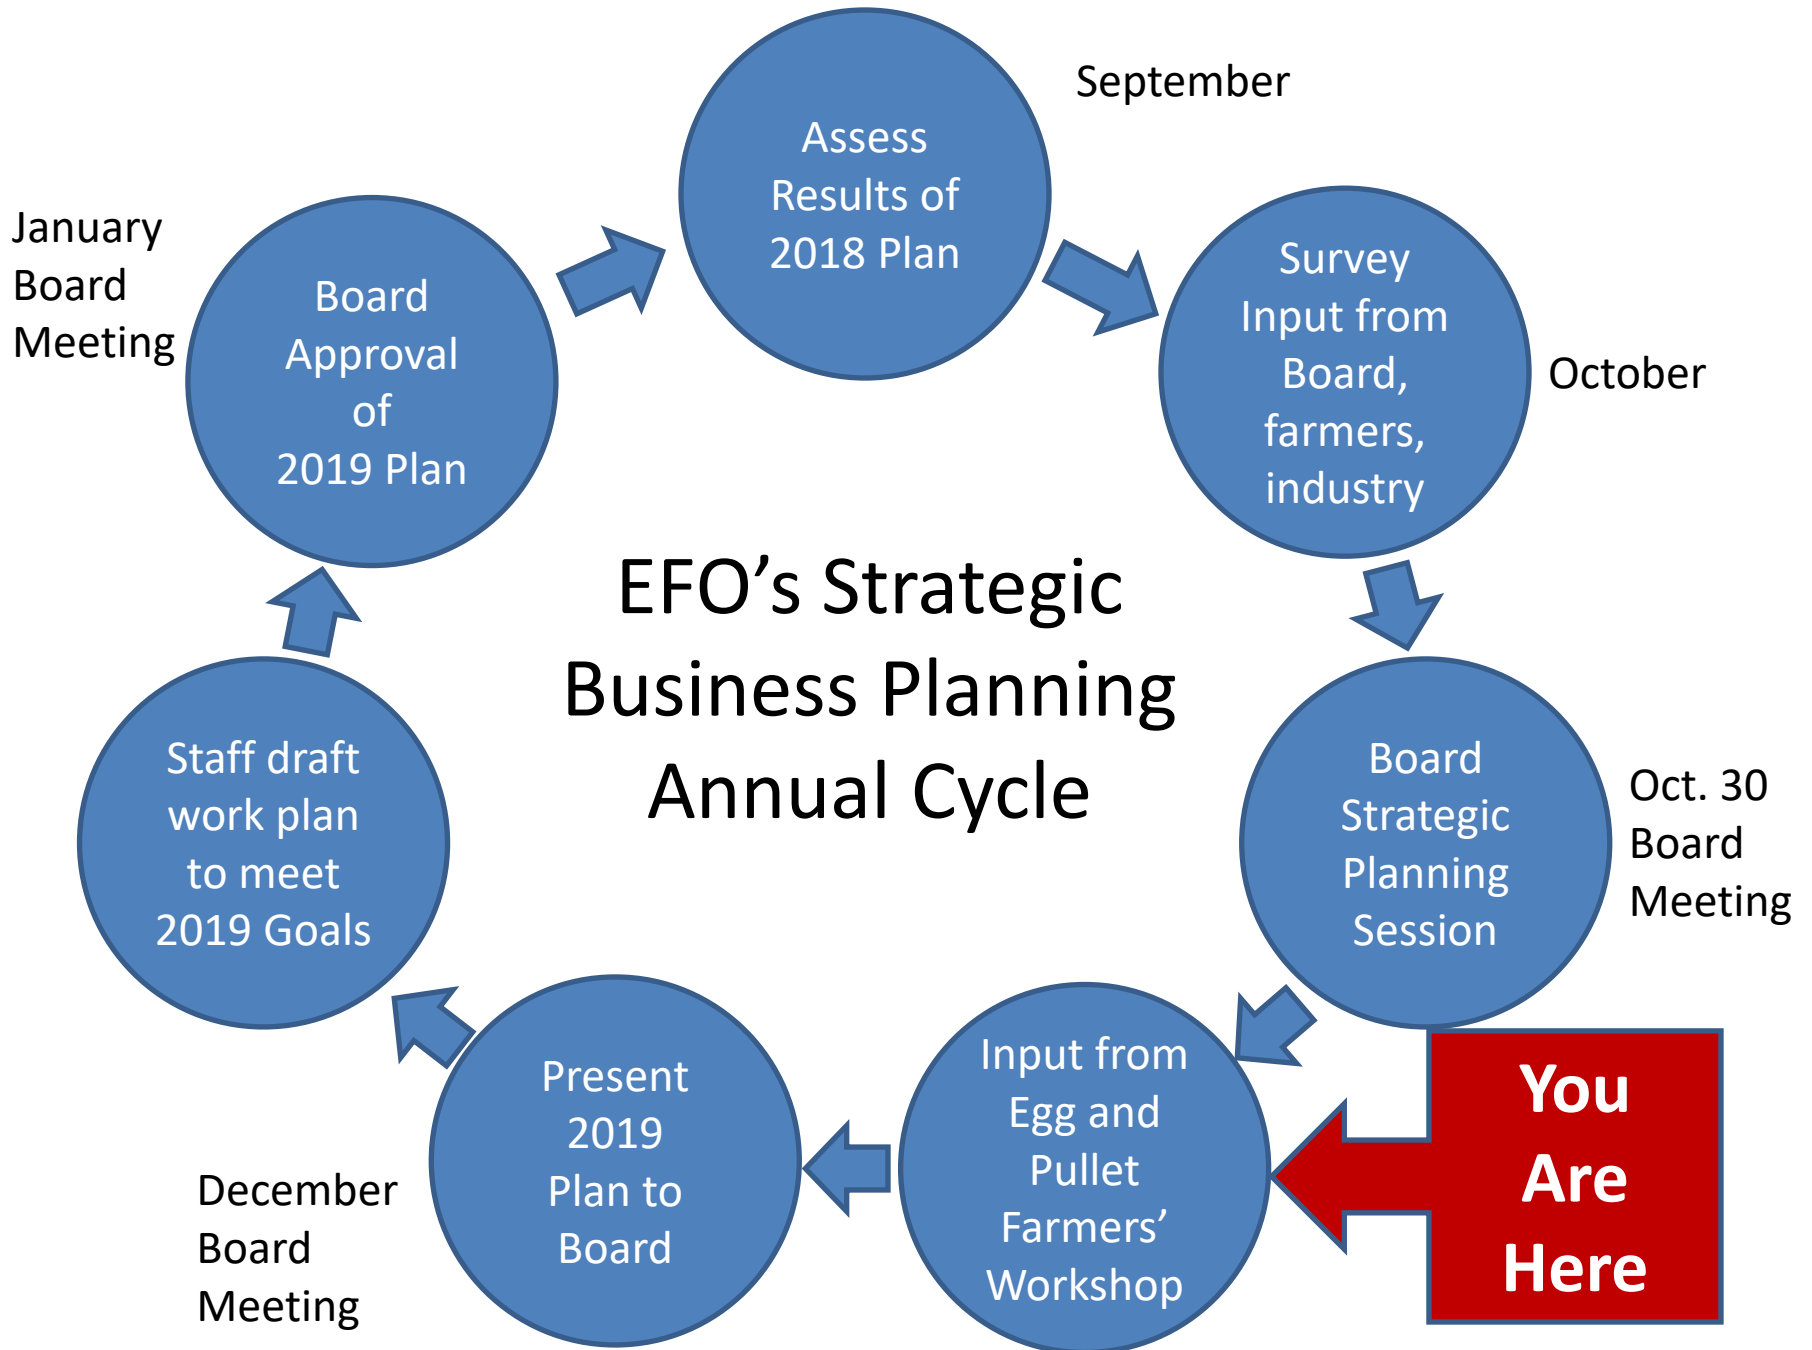 September
Assess
Results of
2018 Plan
Survey
Input from
Board,
farmers,
industry
October
Board
Strategic
Planning
Session
Oct. 30
Board
Meeting
You
Are
Here
Input from
Egg and
Pullet
Farmers’
Workshop
Present
2019
Plan to
Board
December
Board
Meeting
Staff draft
work plan
to meet
2019 Goals
Board
Approval
of
2019 Plan
January
Board
Meeting
EFO’s Strategic
Business Planning
Annual Cycle